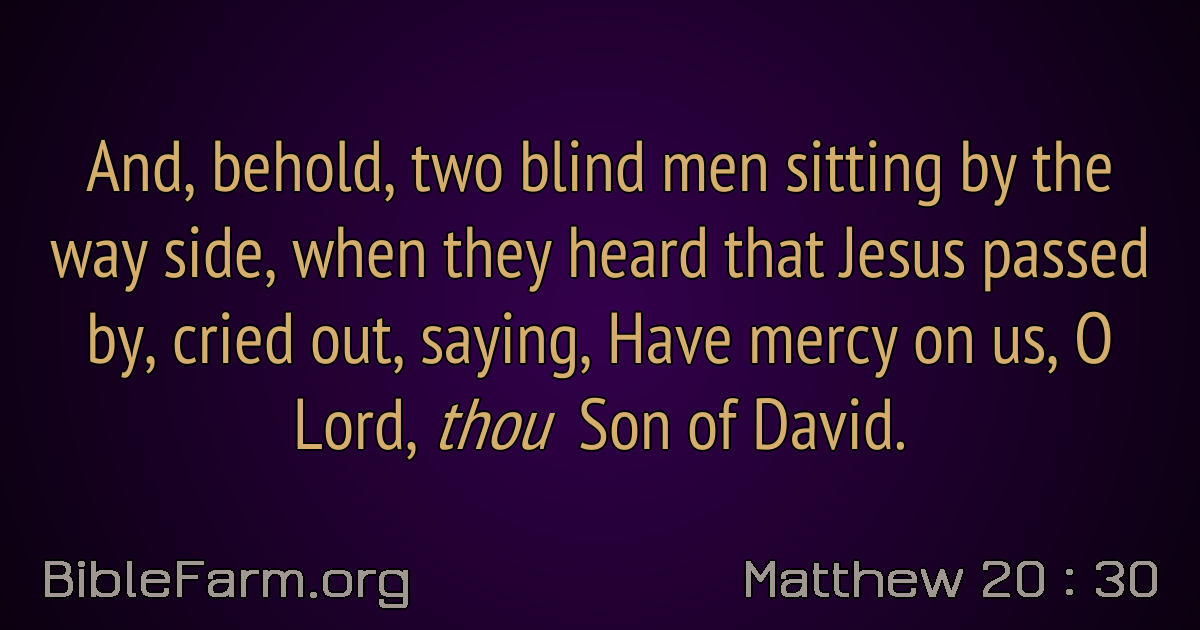 And, behold, two blind men sitting by the
way side, when they heard that Jesus passed
by, cried out, saying, Have mercy on us, O
Lord, thou Son of David.
BibleFarm.org
Matthew 20 : 30